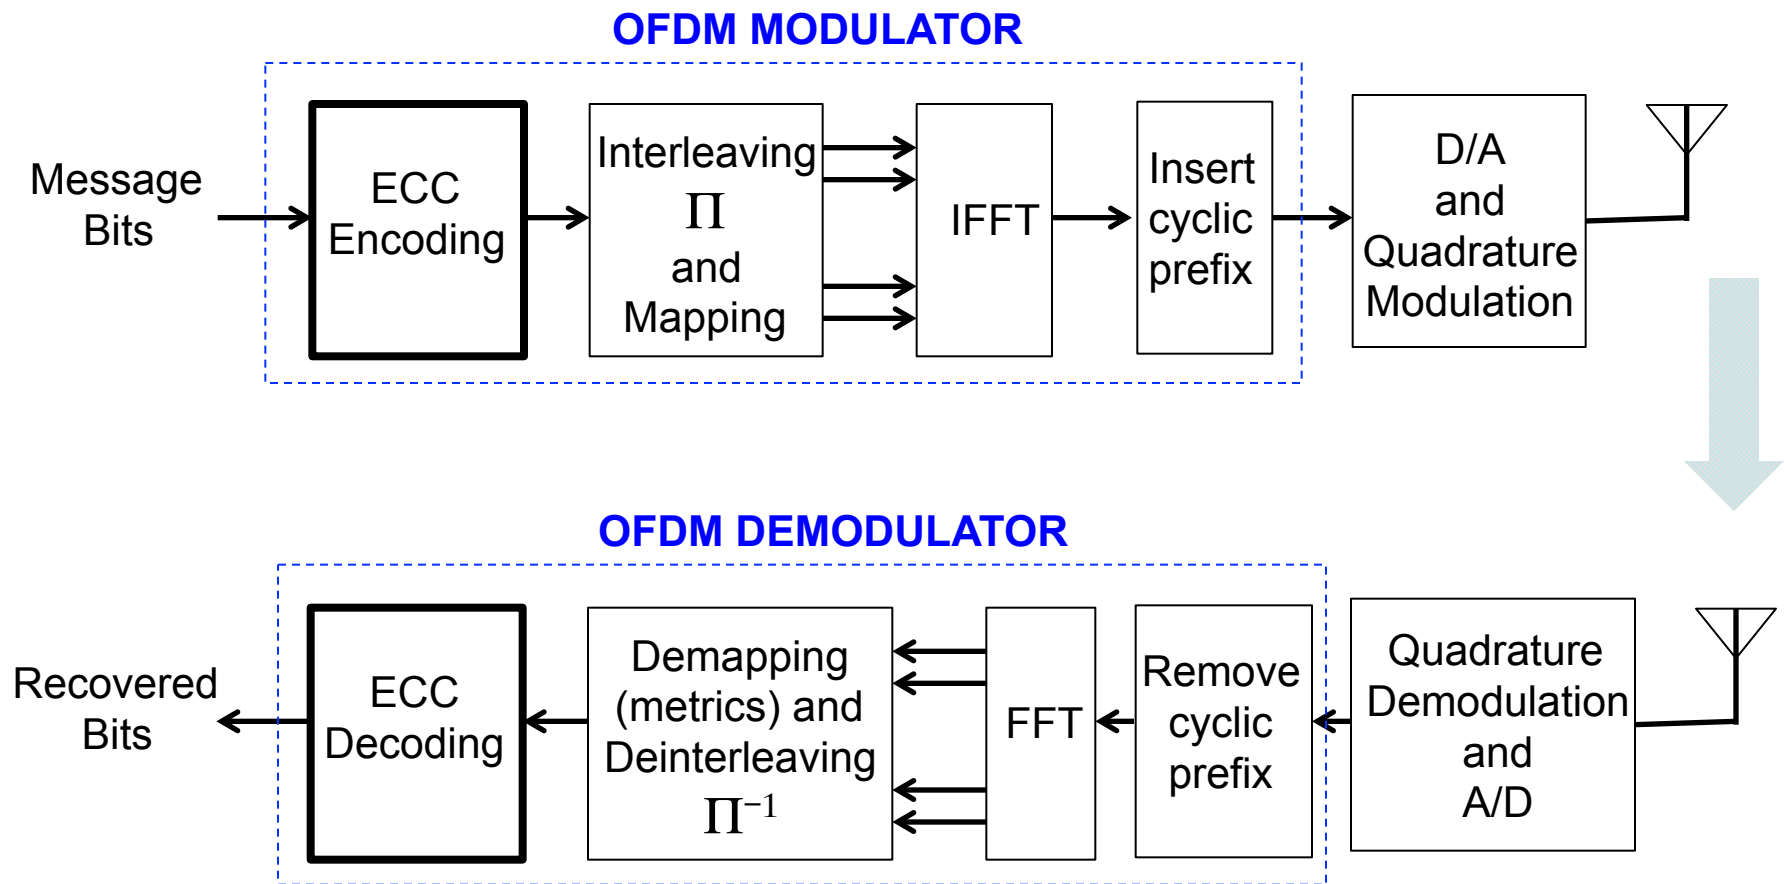 OFDM MODULATOR
Message
Bits
ECC
Encoding
Interleaving
Π
and
Mapping
IFFT
Insert
cyclic
prefix
D/A
and
Quadrature
Modulation
OFDM DEMODULATOR
Recovered
Bits
ECC
Decoding
Demapping
(metrics) and
Deinterleaving
Π⁻¹
FFT
Remove
cyclic
prefix
Quadrature
Demodulation
and
A/D